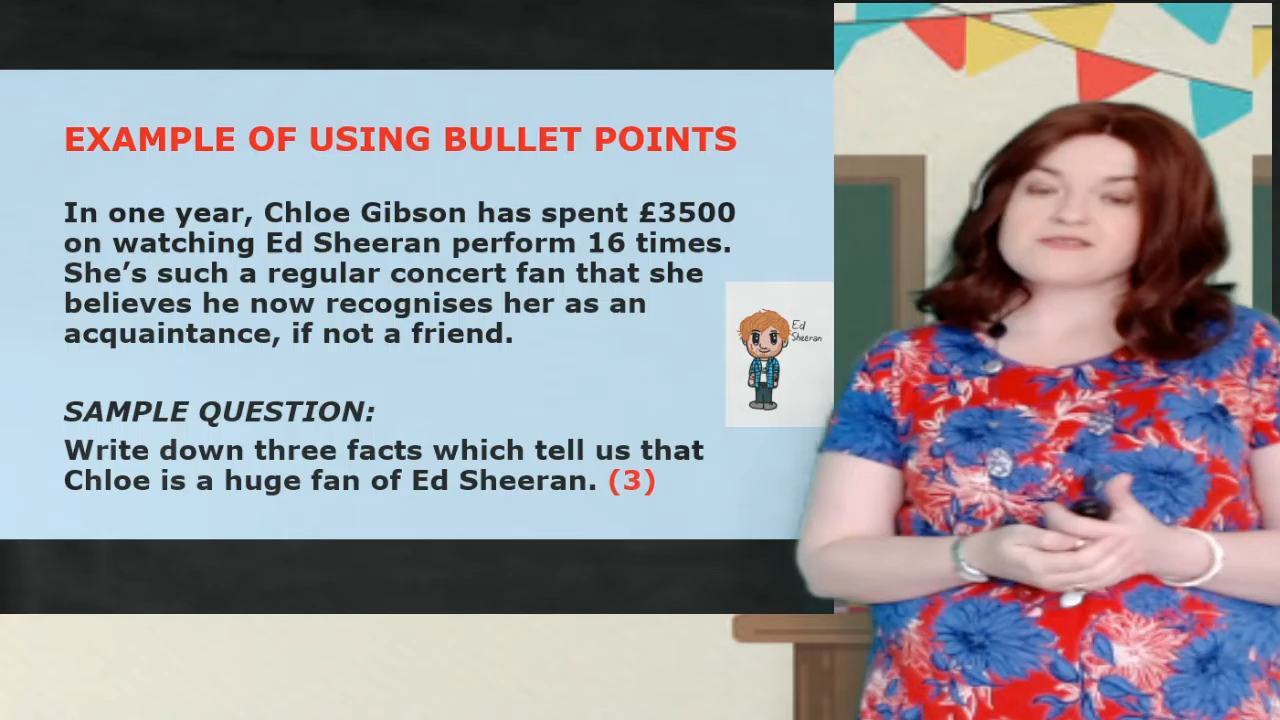 EXAMPLE OF USING BULLET POINTS
In one year, Chloe Gibson has spent £3500
on watching Ed Sheeran perform 16 times.
She’s such a regular concert fan that she
believes he now recognises her as an
acquaintance, if not a friend.
Ed
Sheeran
SAMPLE QUESTION:
Write down three facts which tell us that
Chloe is a huge fan of Ed Sheeran. (3)